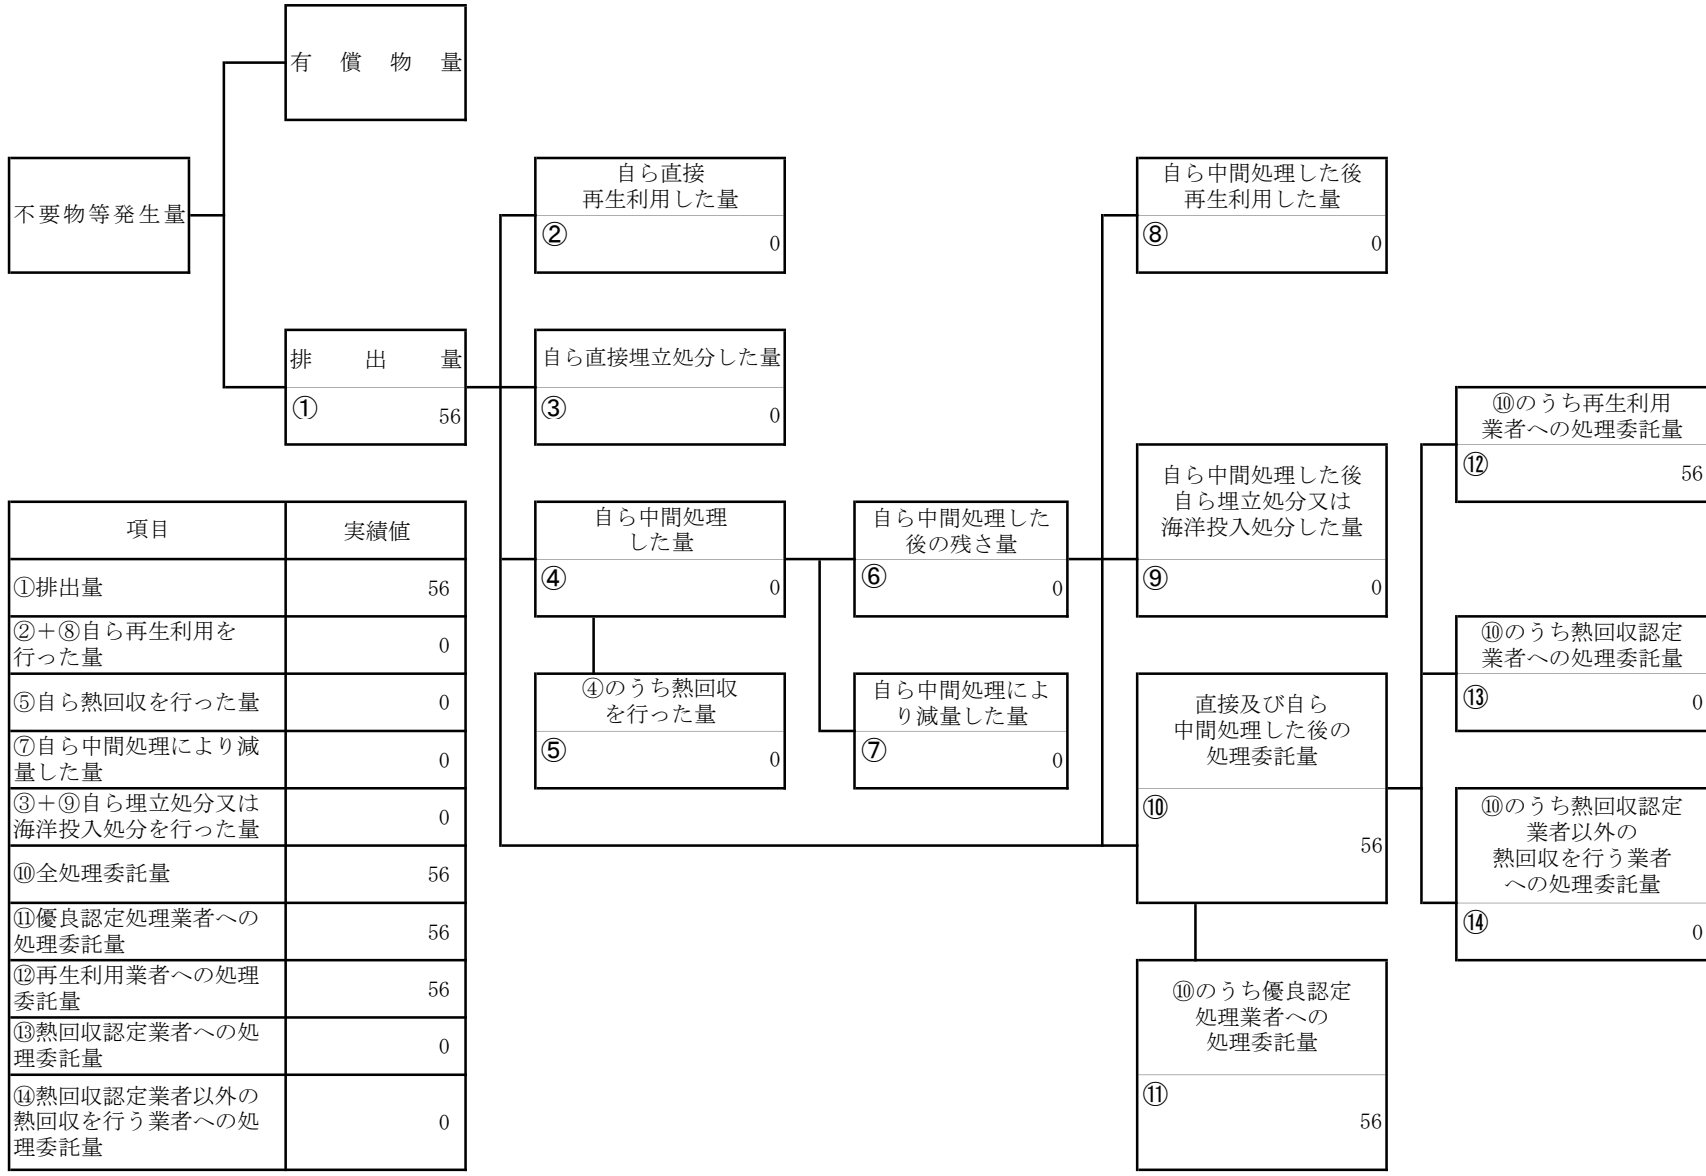 有償物量
不要物等発生量
排出量
①
56
自ら直接
再生利用した量
②
0
自ら直接埋立処分した量
③
0
自ら中間処理
した量
④
0
④のうち熱回収
を行った量
⑤
0
自ら中間処理した
後の残さ量
⑥
0
自ら中間処理によ
り減量した量
⑦
0
自ら中間処理した後
再生利用した量
⑧
0
自ら中間処理した後
自ら埋立処分又は
海洋投入処分した量
⑨
0
直接及び自ら
中間処理した後の
処理委託量
⑩
56
⑩のうち優良認定
処理業者への
処理委託量
⑪
56
⑩のうち再生利用
業者への処理委託量
⑫
56
⑩のうち熱回収認定
業者への処理委託量
⑬
0
⑩のうち熱回収認定
業者以外の
熱回収を行う業者
への処理委託量
⑭
0
項目 実績値
①排出量 56
②＋⑧自ら再生利用を
行った量 0
⑤自ら熱回収を行った量 0
⑦自ら中間処理により減
量した量 0
③＋⑨自ら埋立処分又は
海洋投入処分を行った量 0
⑩全処理委託量 56
⑪優良認定処理業者への
処理委託量 56
⑫再生利用業者への処理
委託量 56
⑬熱回収認定業者への処
理委託量 0
⑭熱回収認定業者以外の
熱回収を行う業者への処
理委託量 0